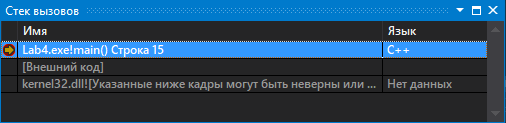 Стек вызовов
Имя Язык
Lab4.exe!main() Строка 15 C++
[Внешний код]
kernel32.dll![Указанные ниже кадры могут быть неверны или ... Нет данных